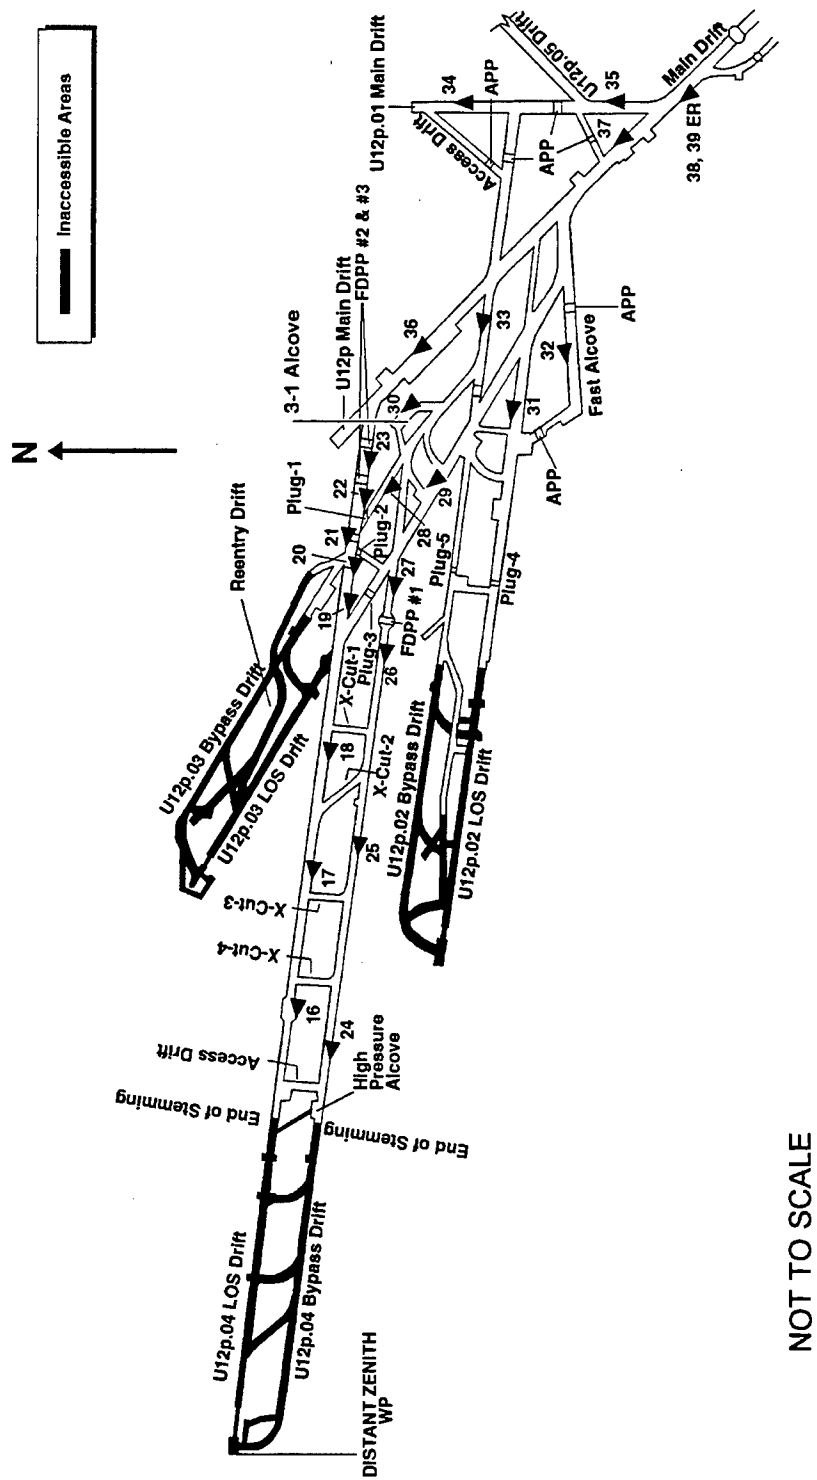 Inaccessible Areas
N
U12p.05 Drift
Main Drift
U12p.01 Main Drift
34
35
APP
Access Drift
37
38, 39 ER
APP
U12p Main Drift
FDPP #2 & #3
3-1 Alcove
36
33
32
APP
Fast Alcove
31
30
APP
23
22
29
28
Plug-1
21
20
Plug-2
27
Plug-5
Plug-4
Reentry Drift
19
FDPP #1
Plug-3
26
X-Cut-1
18
X-Cut-2
U12p.03 Bypass Drift
U12p.03 LOS Drift
U12p.02 Bypass Drift
U12p.02 LOS Drift
25
17
X-Cut-3
X-Cut-4
16
24
Access Drift
High
Pressure
Alcove
End of Stemming
End of Stemming
U12p.04 LOS Drift
U12p.04 Bypass Drift
DISTANT ZENITH
WP
NOT TO SCALE